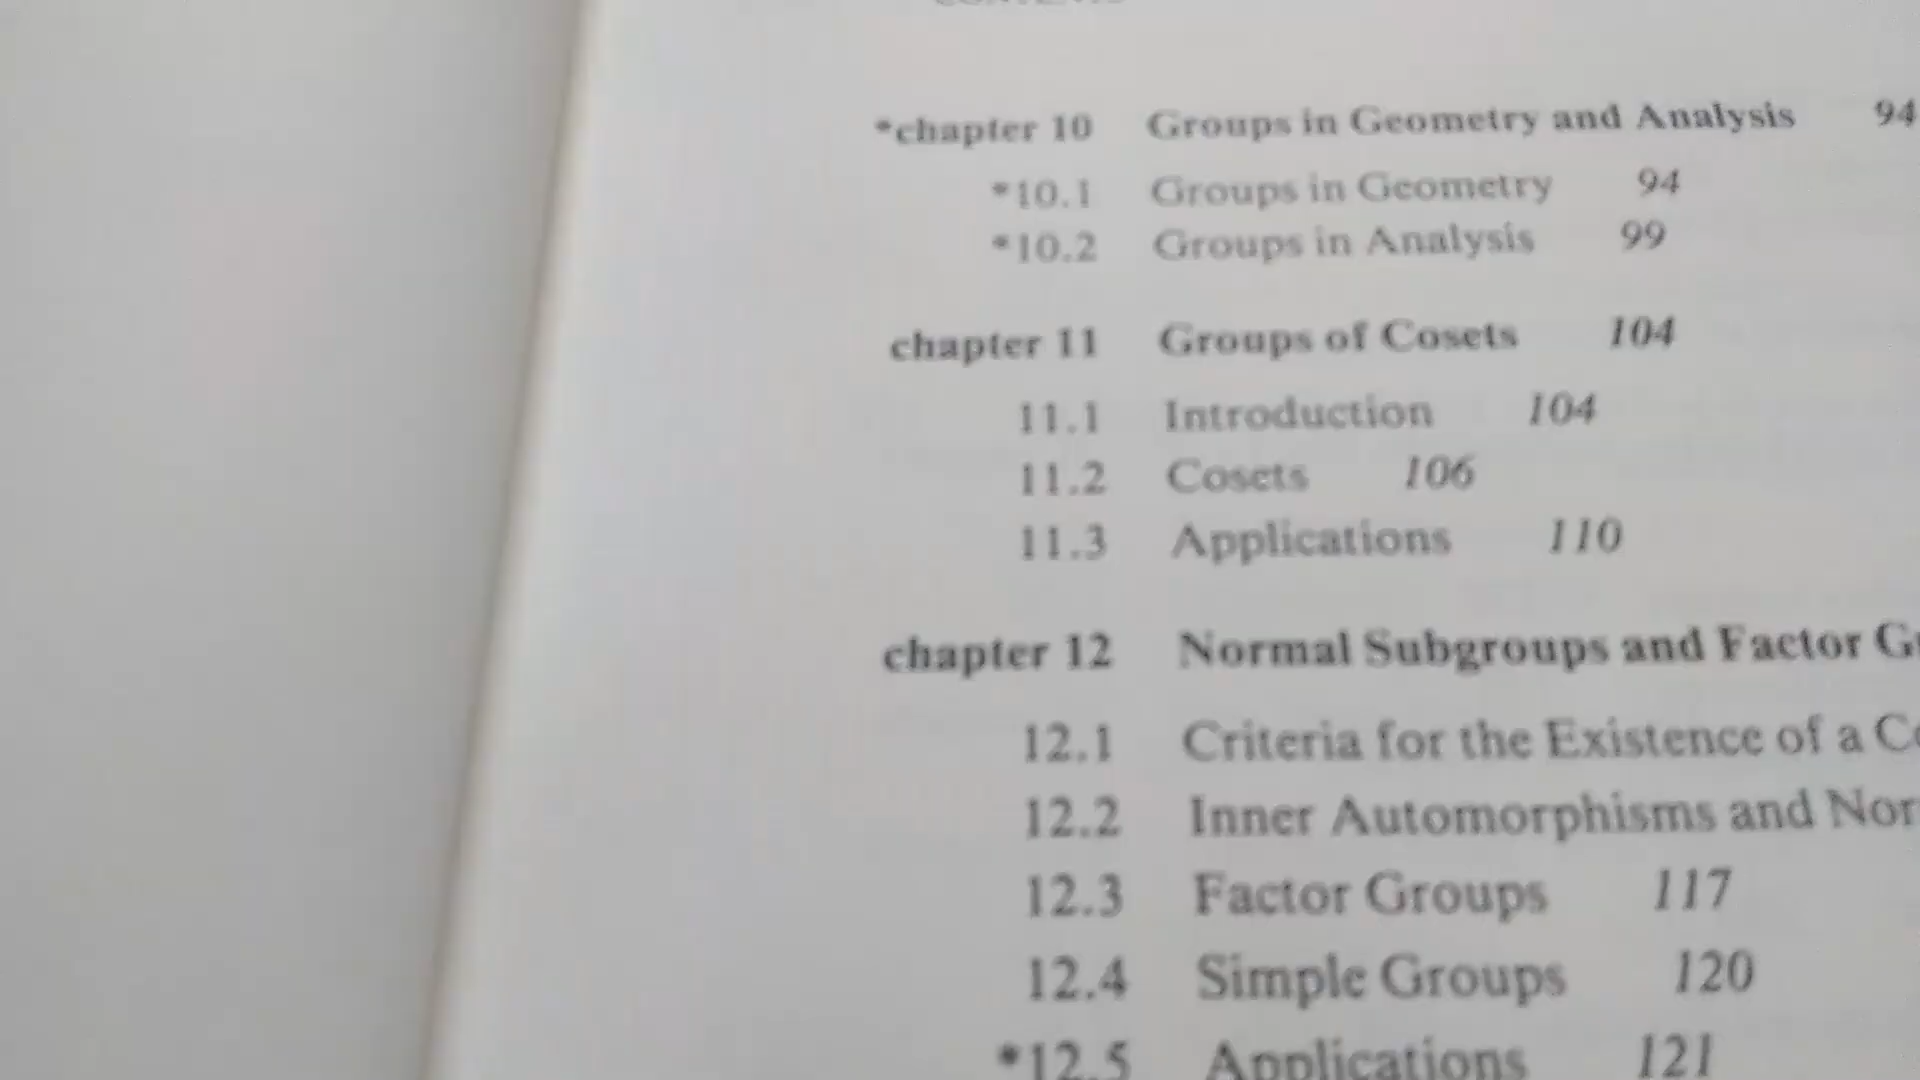 *chapter 10 Groups in Geometry and Analysis 94
*10.1 Groups in Geometry 94
*10.2 Groups in Analysis 99
chapter 11 Groups of Cosets 104
11.1 Introduction 104
11.2 Cosets 106
11.3 Applications 110
chapter 12 Normal Subgroups and Factor
12.1 Criteria for the Existence of a
12.2 Inner Automorphisms and
12.3 Factor Groups 117
12.4 Simple Groups 120
*12.5 Applications 121